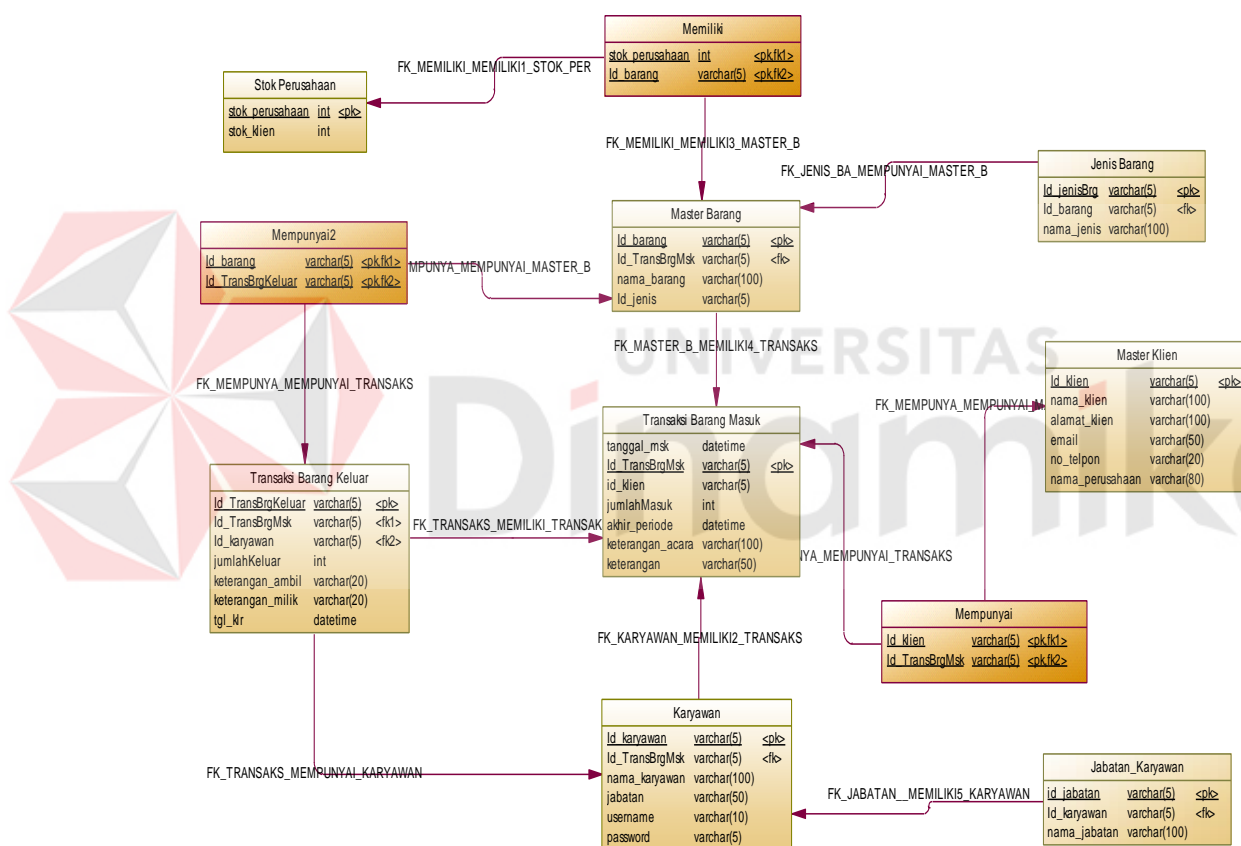 Memiliki
stok_perusahaan int <pk,fk1>
Id_barang varchar(5) <pk,fk2>
FK_MEMILIKI_MEMILIKI1_STOK_PER
Stok Perusahaan
stok_perusahaan int <pk>
stok_klien int
FK_MEMILIKI_MEMILIKI3_MASTER_B
FK_JENIS_BA_MEMPUNYAI_MASTER_B
Jenis Barang
Id_jenisBrg varchar(5) <pk>
Id_barang varchar(5) <fk>
nama_jenis varchar(100)
Master Barang
Id_barang varchar(5) <pk>
Id_TransBrgMsk varchar(5) <fk>
nama_barang varchar(100)
Id_jenis varchar(5)
Mempunyai2
Id_barang varchar(5) <pk,fk1>
Id_TransBrgKeluar varchar(5) <pk,fk2>
MPUNYA_MEMPUNYAI_MASTER_B
UNIVERSITAS
Dinamika
FK_MASTER_B_MEMILIKI4_TRANSAKS
Master Klien
Id_klien varchar(5) <pk>
nama_klien varchar(100)
alamat_klien varchar(100)
email varchar(50)
no_telpon varchar(20)
nama_perusahaan varchar(80)
FK_MEMPUNYA_MEMPUNYAI_TRANSAKS
FK_MEMPUNYA_MEMPUNYAI_MA
Transaksi Barang Masuk
tanggal_msk datetime
Id_TransBrgMsk varchar(5) <pk>
id_klien varchar(5)
jumlahMasuk int
akhir_periode datetime
keterangan_acara varchar(100)
keterangan varchar(50)
Transaksi Barang Keluar
Id_TransBrgKeluar varchar(5) <pk>
Id_TransBrgMsk varchar(5) <fk1>
Id_karyawan varchar(5) <fk2>
jumlahKeluar int
keterangan_ambil varchar(20)
keterangan_milik varchar(20)
tgl_klr datetime
FK_TRANSAKS_MEMILIKI_TRANSAK
NYA_MEMPUNYAI_TRANSAKS
Mempunyai
Id_klien varchar(5) <pk,fk1>
Id_TransBrgMsk varchar(5) <pk,fk2>
FK_KARYAWAN_MEMILIKI2_TRANSAKS
Karyawan
Id_karyawan varchar(5) <pk>
Id_TransBrgMsk varchar(5) <fk>
nama_karyawan varchar(100)
jabatan varchar(50)
username varchar(10)
password varchar(5)
FK_TRANSAKS_MEMPUNYAI_KARYAWAN
FK_JABATAN__MEMILIKI5_KARYAWAN
Jabatan_Karyawan
id_jabatan varchar(5) <pk>
Id_karyawan varchar(5) <fk>
nama_jabatan varchar(100)